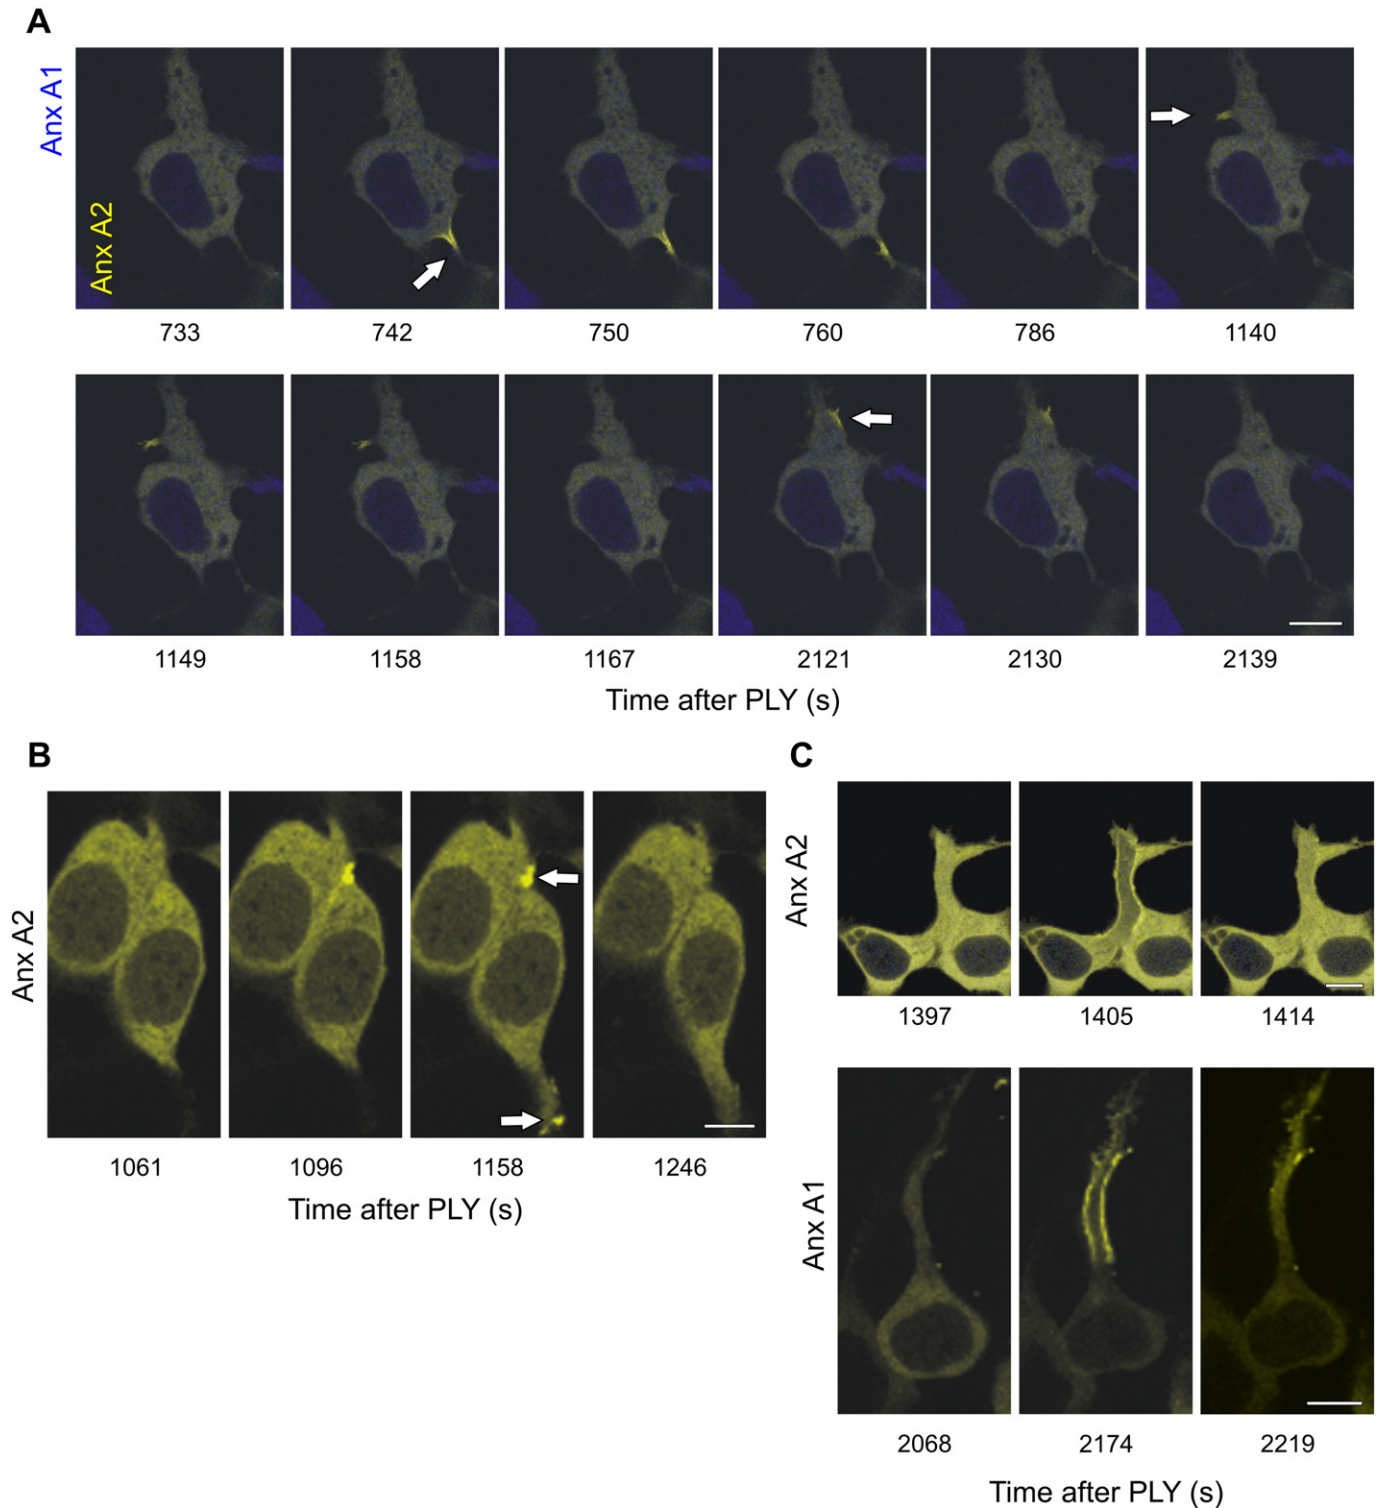 A
Anx A1
Anx A2
733 742 750 760 786 1140
1149 1158 1167 2121 2130 2139
Time after PLY (s)
B
Anx A2
1061 1096 1158 1246
Time after PLY (s)
C
Anx A2
1397 1405 1414
Anx A1
2068 2174 2219
Time after PLY (s)